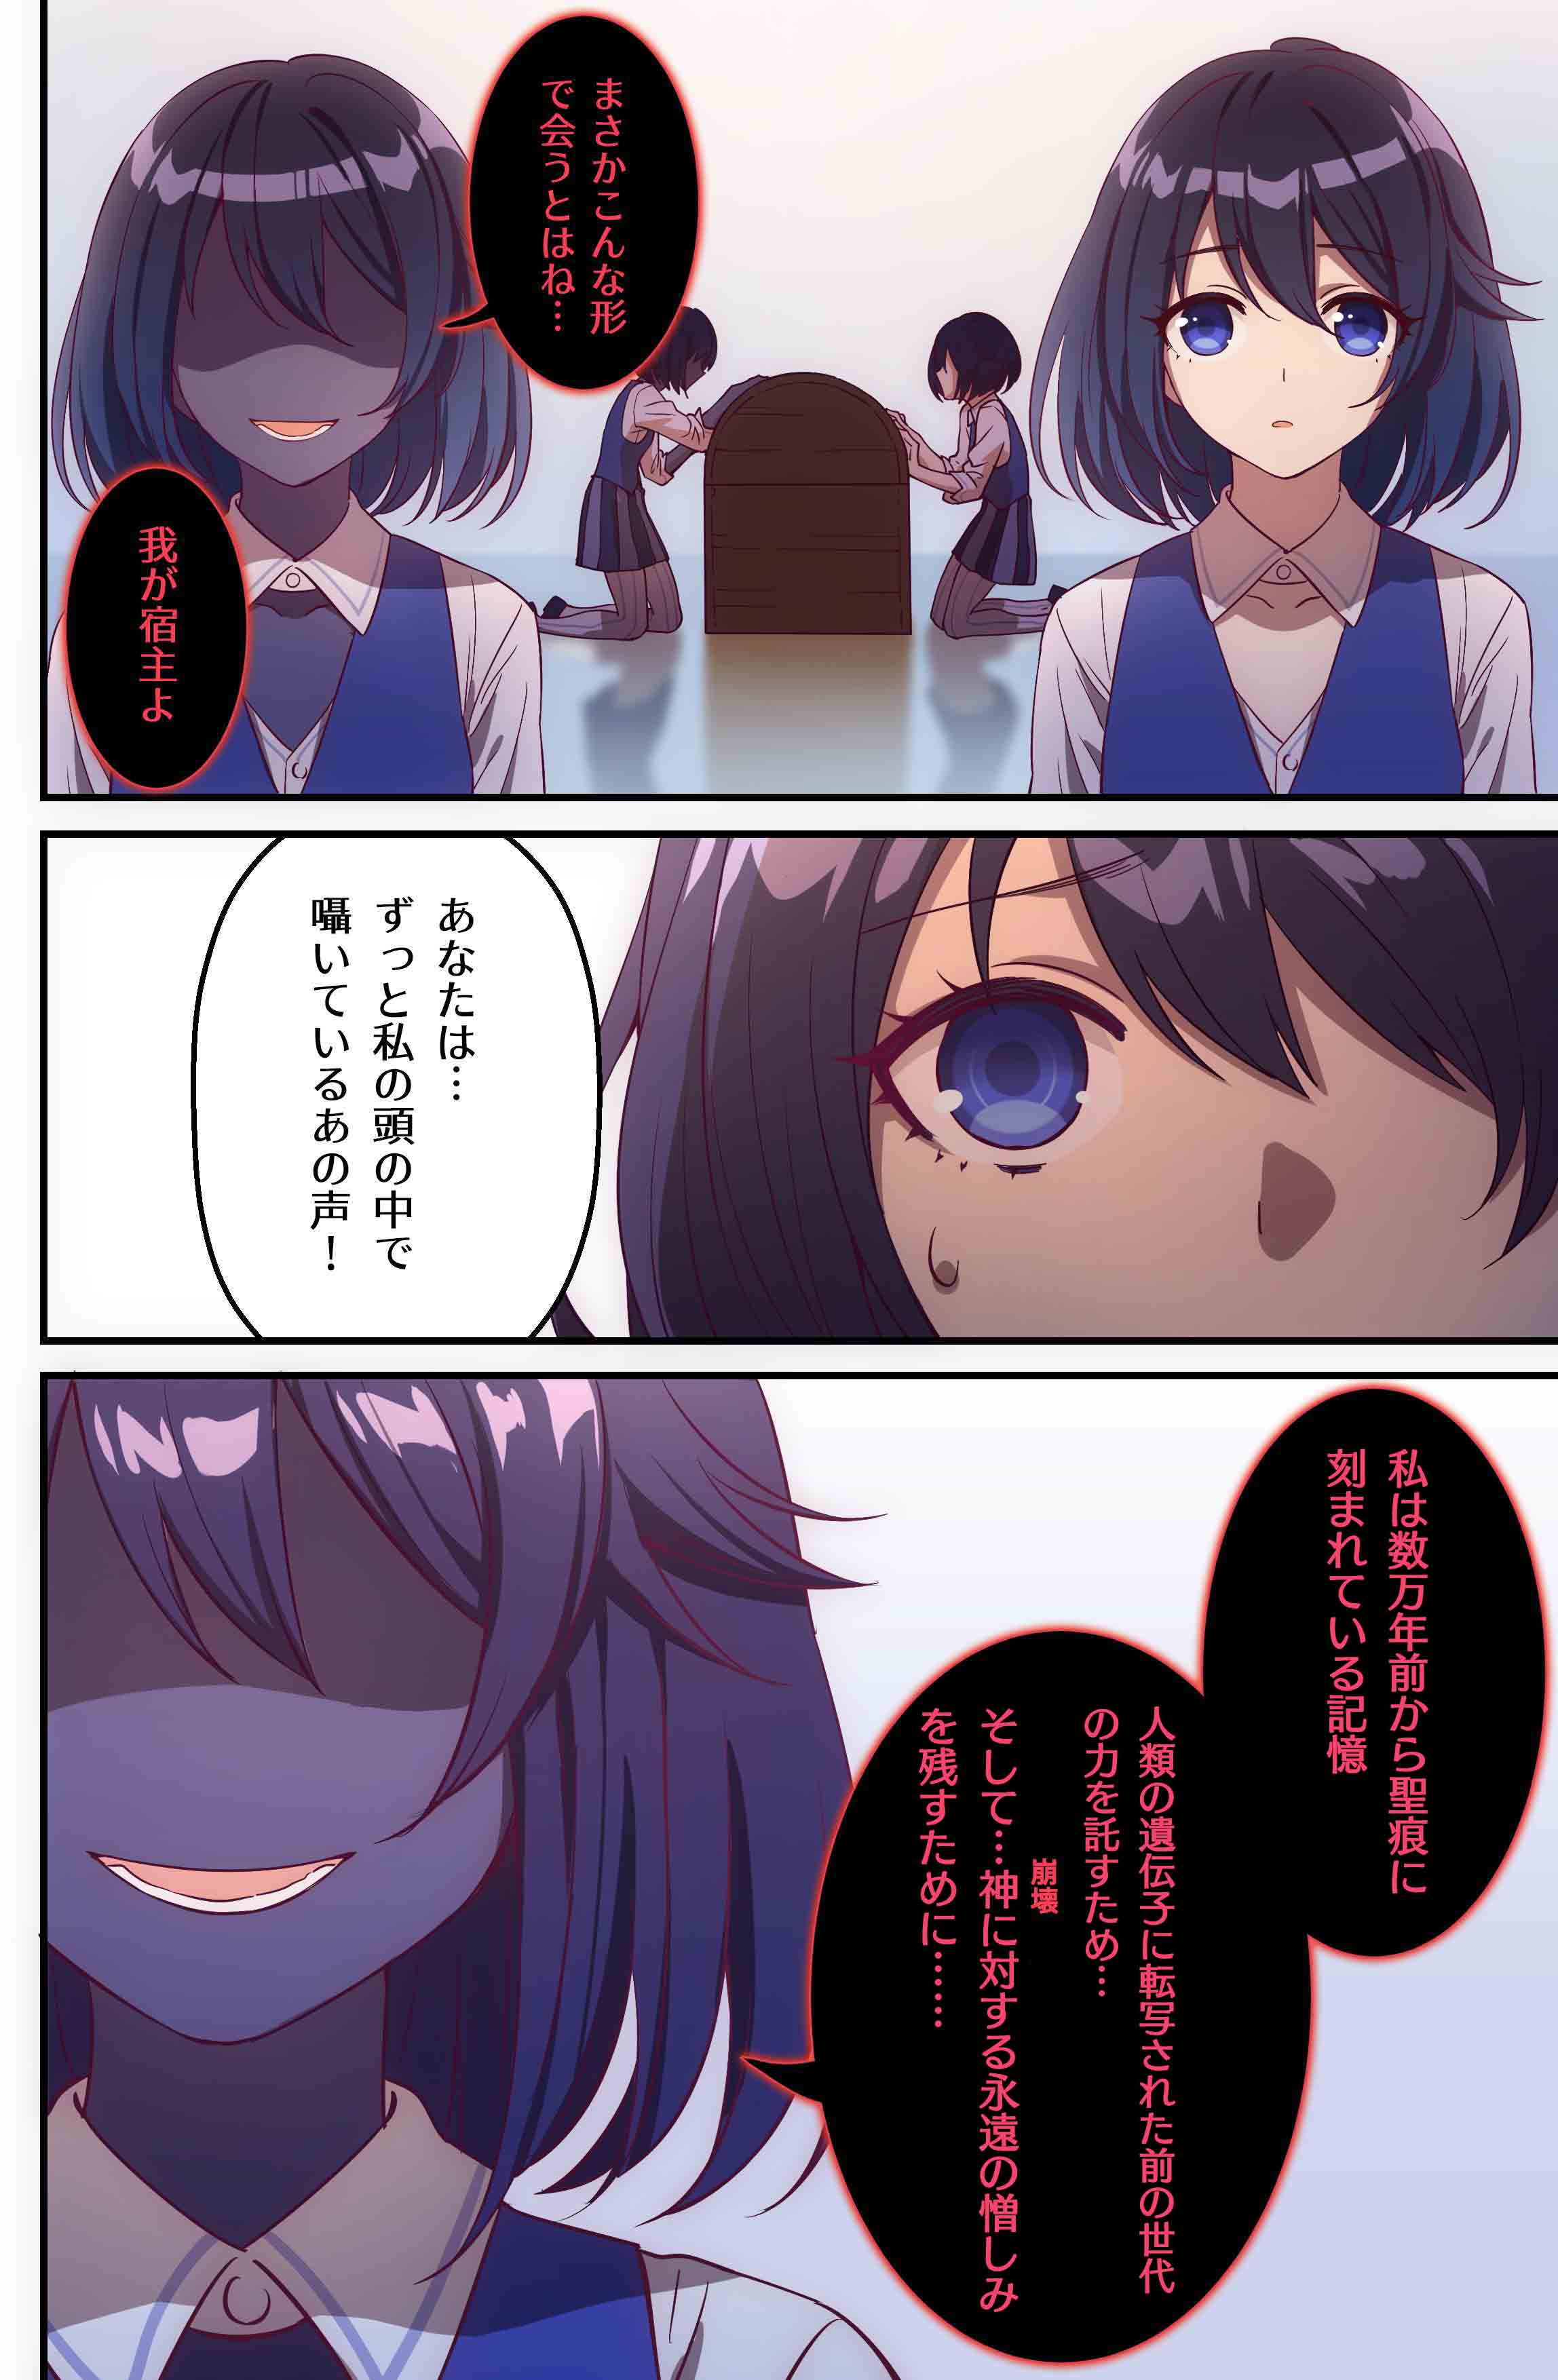 まさかこんな形
で会うとはね…
我が宿主よ
あなたは…
ずっと私の頭の中で
囁いているあの声！
私は数万年前から聖痕に
刻まれている記憶
人類の遺伝子に転写された前の世代
の力を託すため…
崩壊
そして…神に対する永遠の憎しみ
を残すために……